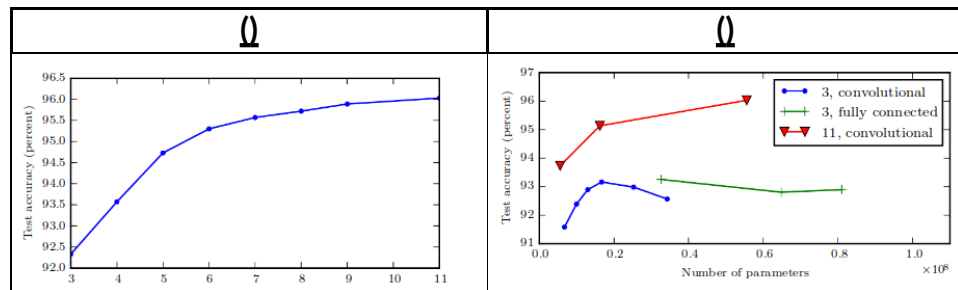 ()
()
96.5
96.0
95.5
95.0
94.5
94.0
93.5
93.0
92.5
92.0
Test accuracy (percent)
3 4 5 6 7 8 9 10 11
97
96
95
94
93
92
91
Test accuracy (percent)
3, convolutional
3, fully connected
11, convolutional
0.0 0.2 0.4 0.6 0.8 1.0
Number of parameters
×10⁸